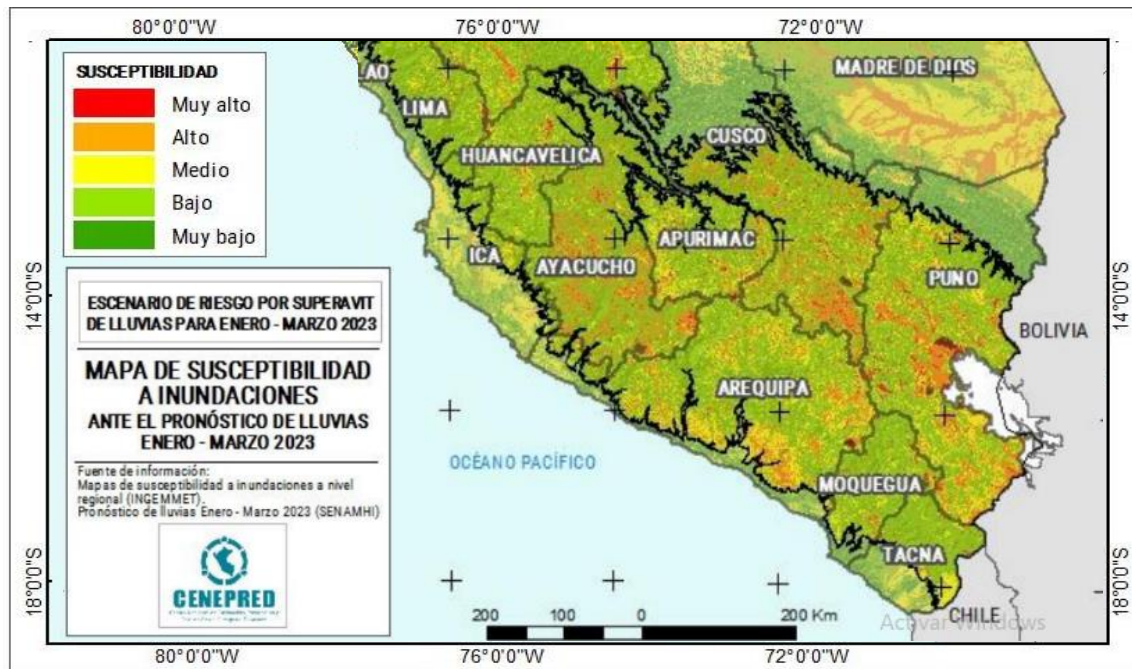 80°0'0"W
76°0'0"W
72°0'0"W
SUSCEPTIBILIDAD
Muy alto
Alto
Medio
Bajo
Muy bajo
AO
LIMA
HUANCAVELICA
CUSCO
MADRE DE DIOS
ICA
AYACUCHO
APURIMAC
PUNO
BOLIVIA
AREQUIPA
OCÉANO PACÍFICO
MOQUEGUA
TACNA
CHILE
14°0'0"S
14°0'0"S
18°0'0"S
18°0'0"S
ESCENARIO DE RIESGO POR SUPERAVIT
DE LLUVIAS PARA ENERO - MARZO 2023
MAPA DE SUSCEPTIBILIDAD
A INUNDACIONES
ANTE EL PRONÓSTICO DE LLUVIAS
ENERO - MARZO 2023
Fuente de información:
Mapas de susceptibilidad a inundaciones a nivel
regional (INGEMMET).
Pronóstico de lluvias Enero - Marzo 2023 (SENAMHI)
CENEPRED
200 100 0 200 Km
Activar Windows
80°0'0"W
76°0'0"W
72°0'0"W